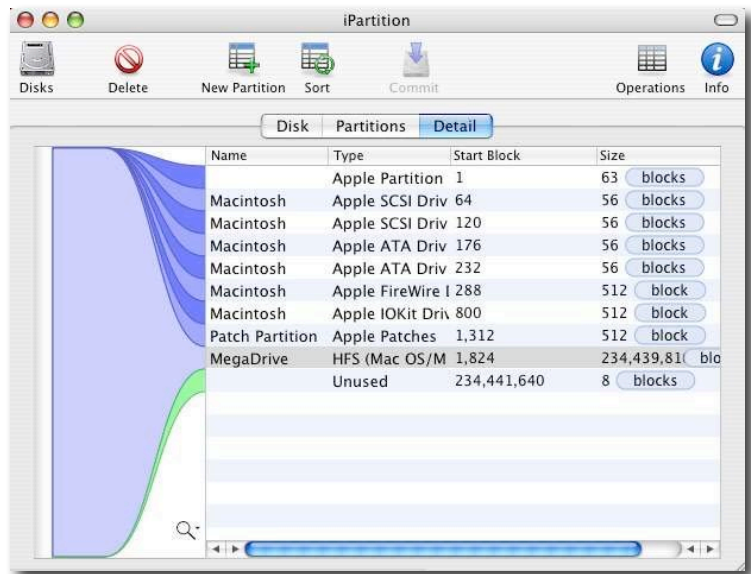 iPartition
Disks Delete New Partition Sort Commit Operations Info
Disk Partitions Detail
Name Type Start Block Size
Apple Partition 1 63 blocks
Macintosh Apple SCSI Driv 64 56 blocks
Macintosh Apple SCSI Driv 120 56 blocks
Macintosh Apple ATA Driv 176 56 blocks
Macintosh Apple ATA Driv 232 56 blocks
Macintosh Apple FireWire 288 512 block
Macintosh Apple IOKit Driv 800 512 block
Patch Partition Apple Patches 1,312 512 block
MegaDrive HFS (Mac OS/M 1,824 234,439,81 blo
Unused 234,441,640 8 blocks